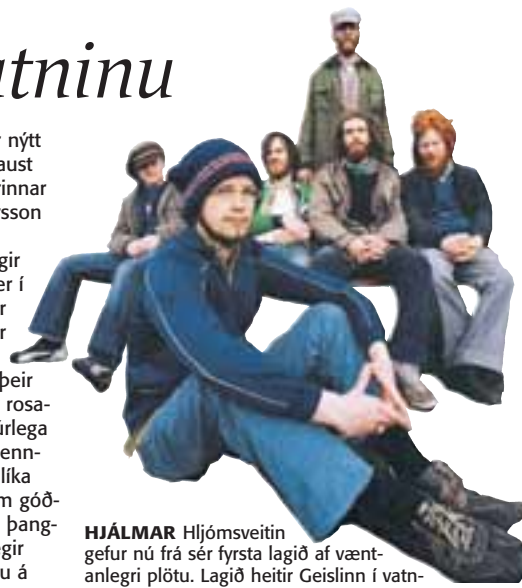 tninu
nýtt
aust
innar
sson
gir
er í
r
r
þeir
rosa-
úrlega
enn-
líka
m góð-
þang-
gir
u á
HJÁLMAR Hljómsveitin
gefur nú frá sér fyrsta lagið af vænt-
anlegri plötu. Lagið heitir Geislinn í vatn-